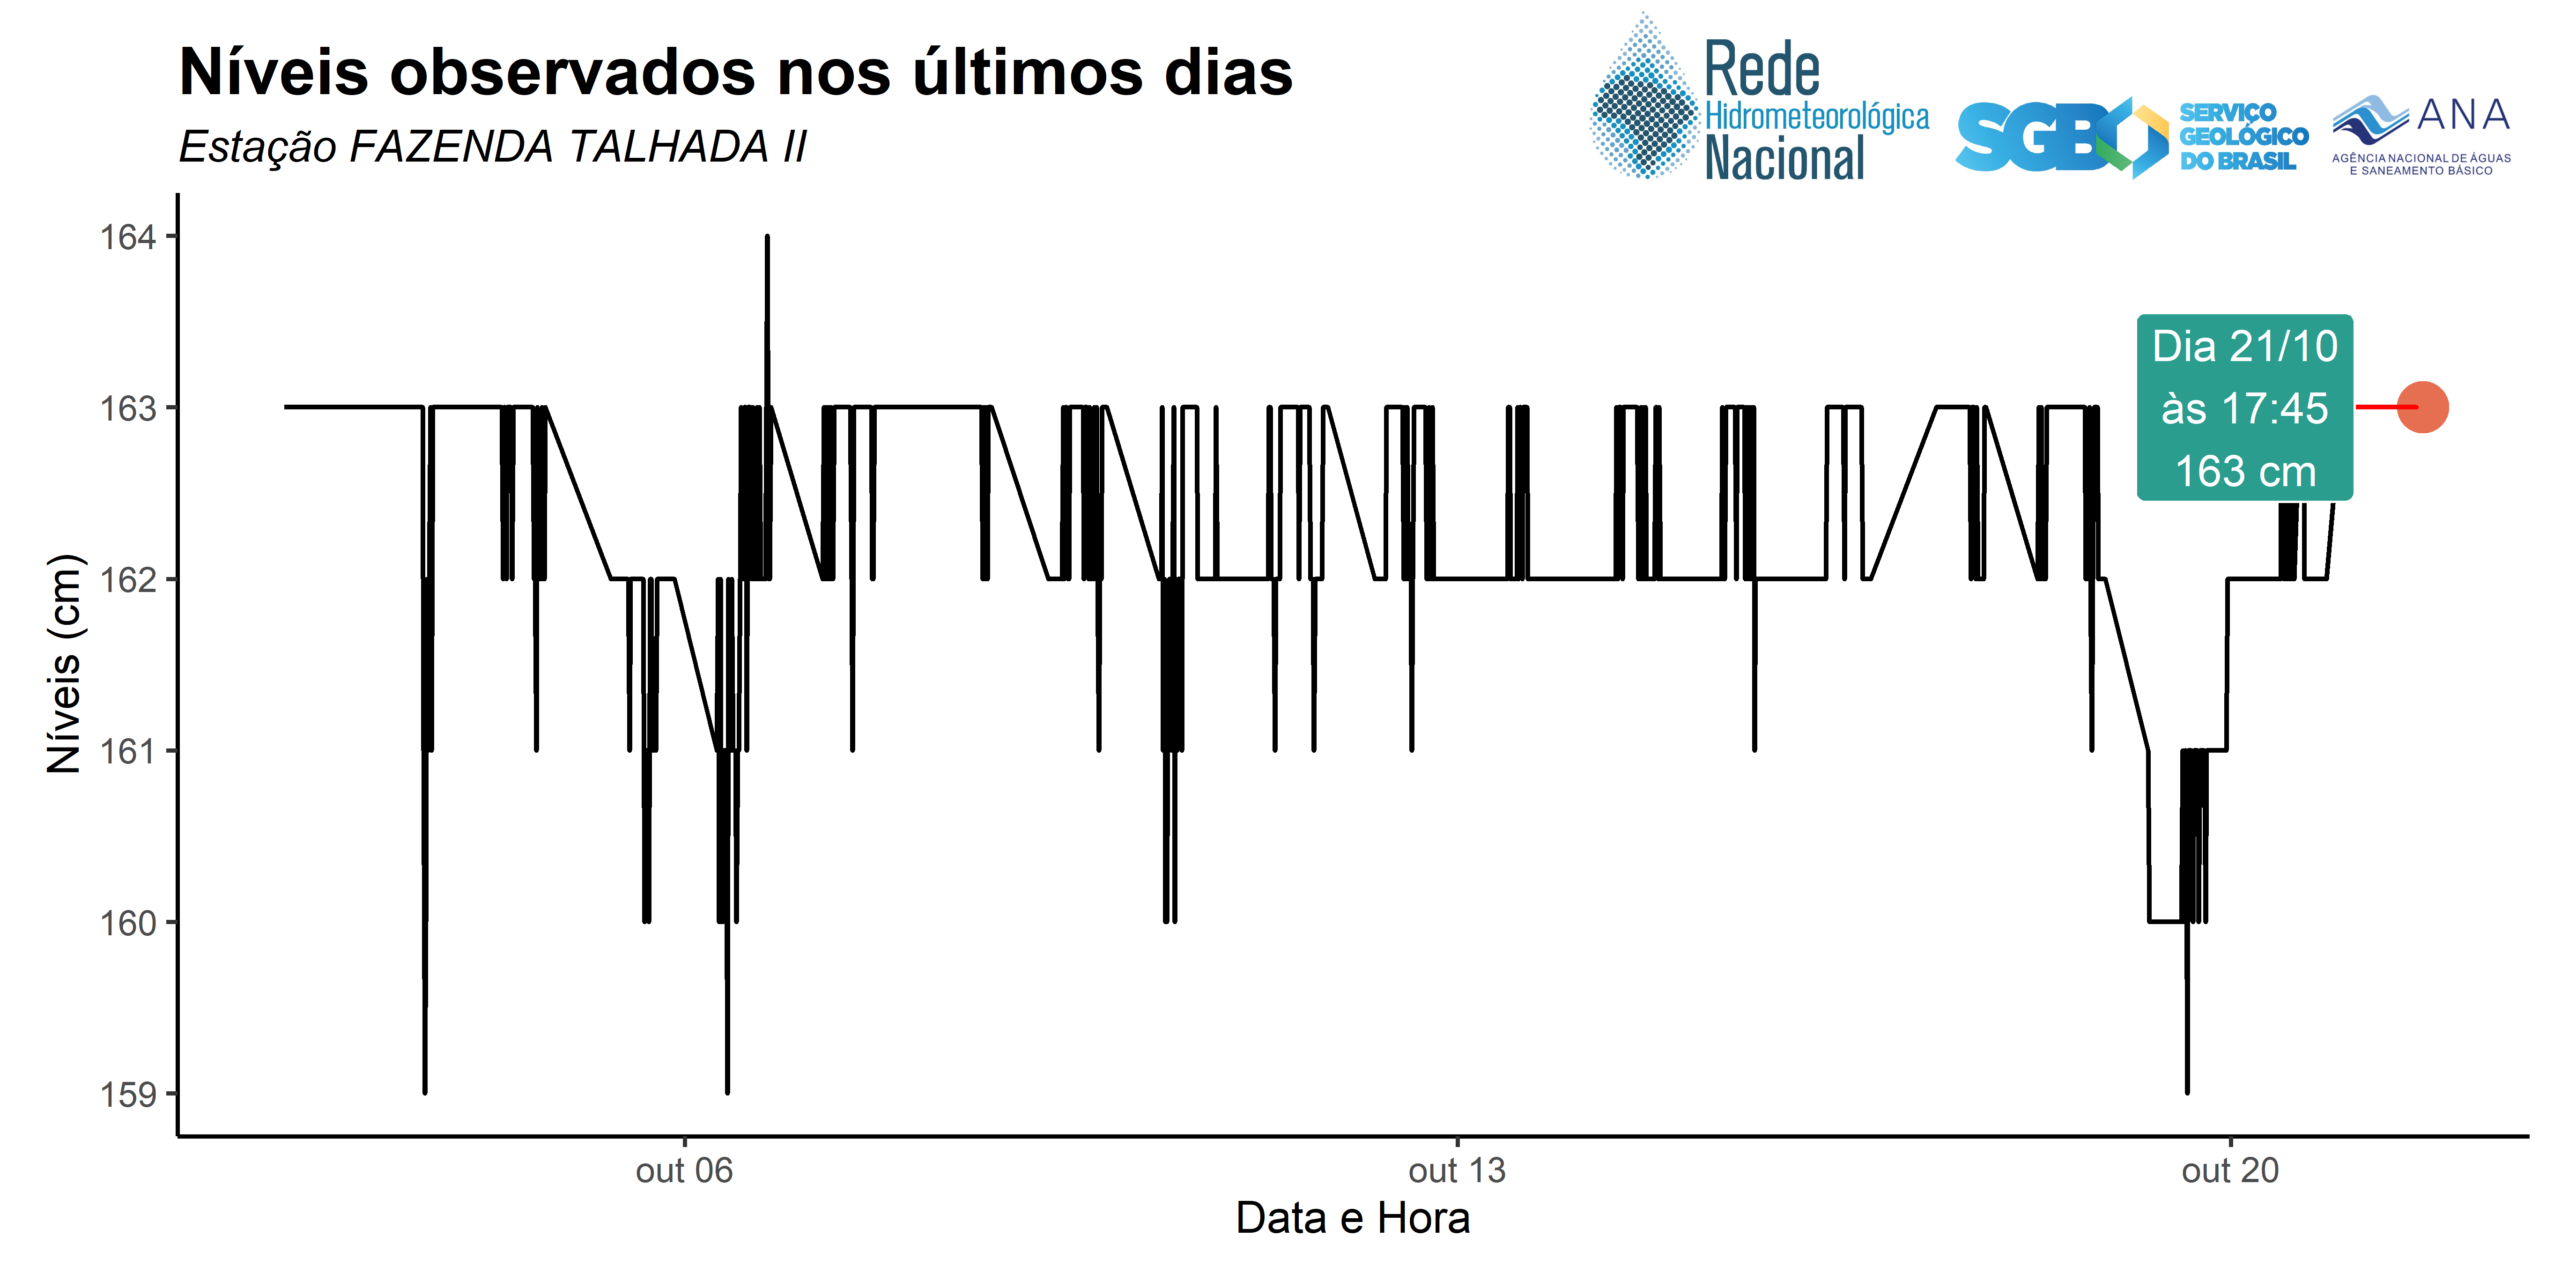 Níveis observados nos últimos dias
Estação FAZENDA TALHADA II
Rede
Hidrometeorológica
Nacional
SGB
SERVIÇO
GEOLÓGICO
DO BRASIL
ANA
AGÊNCIA NACIONAL DE ÁGUAS
E SANEAMENTO BÁSICO
164
163
162
161
160
159
Níveis (cm)
Dia 21/10
às 17:45
163 cm
out 06
out 13
out 20
Data e Hora